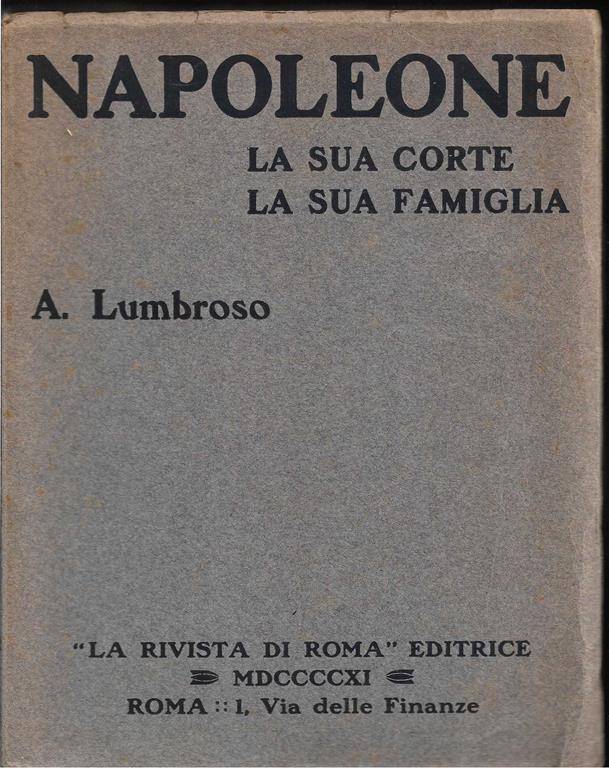 NAPOLEONE
LA SUA CORTE
LA SUA FAMIGLIA
A. Lumbroso
"LA RIVISTA DI ROMA" EDITRICE
MDCCCCXI
ROMA :: 1, Via delle Finanze